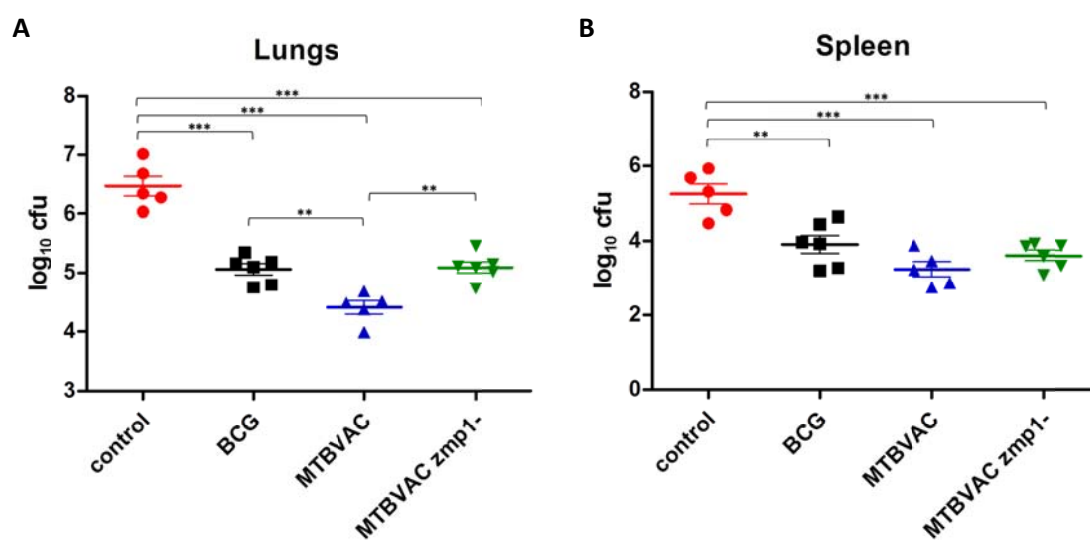 A
Lungs
***
***
***
**
**
log₁₀ cfu
8
7
6
5
4
3
control
BCG
MTBVAC
MTBVAC zmp1-
B
Spleen
***
***
**
log₁₀ cfu
8
6
4
2
0
control
BCG
MTBVAC
MTBVAC zmp1-